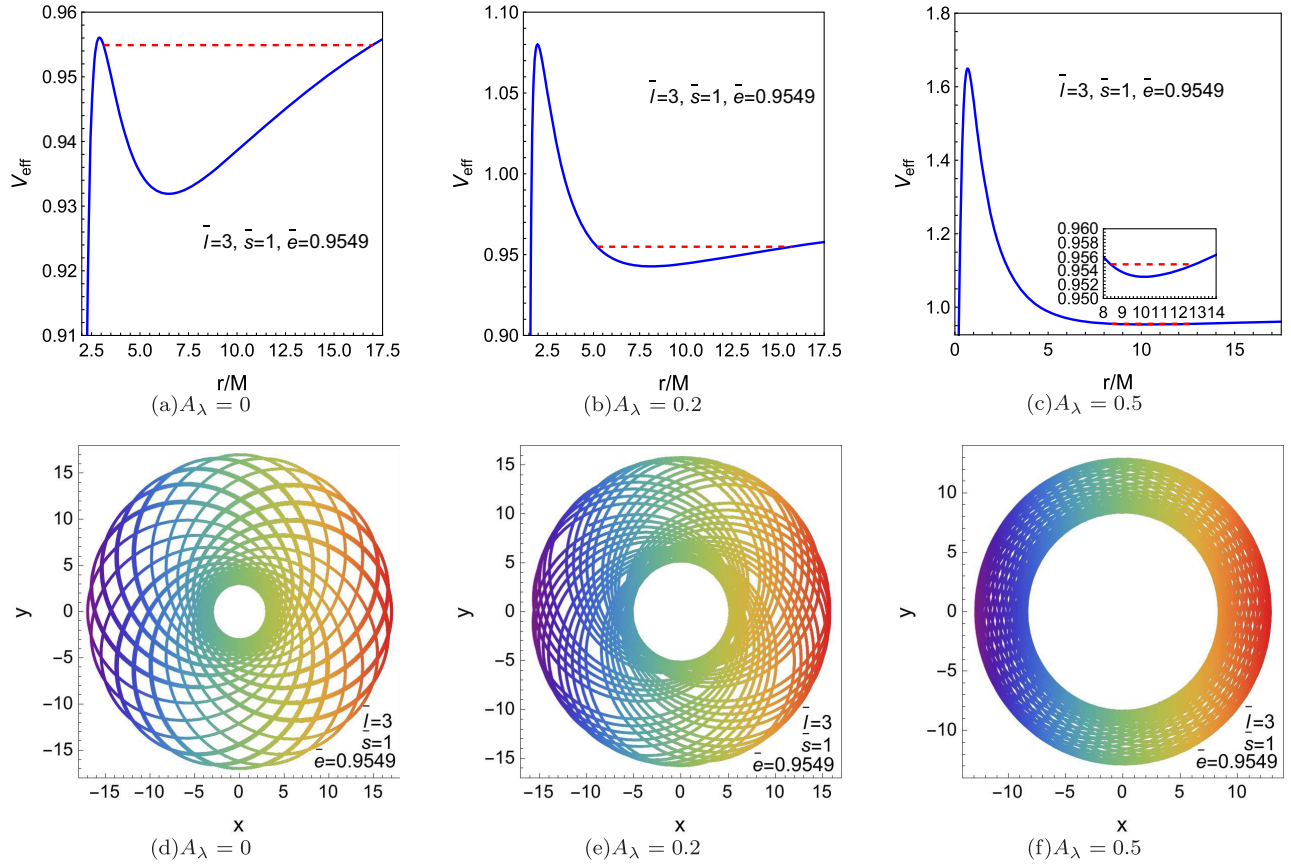 0.96
0.95
0.94
0.93
0.92
0.91
V_eff
l̄=3, s̄=1, ē=0.9549
2.5 5.0 7.5 10.0 12.5 15.0 17.5
r/M
(a)A_λ = 0
1.10
1.05
1.00
0.95
0.90
V_eff
l̄=3, s̄=1, ē=0.9549
2.5 5.0 7.5 10.0 12.5 15.0 17.5
r/M
(b)A_λ = 0.2
1.8
1.6
1.4
1.2
1.0
V_eff
l̄=3, s̄=1, ē=0.9549
0.960
0.958
0.956
0.954
0.952
0.950
8 9 10 11 12 13 14
0 5 10 15
r/M
(c)A_λ = 0.5
15
10
5
0
−5
−10
−15
y
l̄=3
s̄=1
ē=0.9549
−15 −10 −5 0 5 10 15
x
(d)A_λ = 0
15
10
5
0
−5
−10
−15
y
l̄=3
s̄=1
ē=0.9549
−15 −10 −5 0 5 10 15
x
(e)A_λ = 0.2
10
5
0
−5
−10
y
l̄=3
s̄=1
ē=0.9549
−10 −5 0 5 10
x
(f)A_λ = 0.5